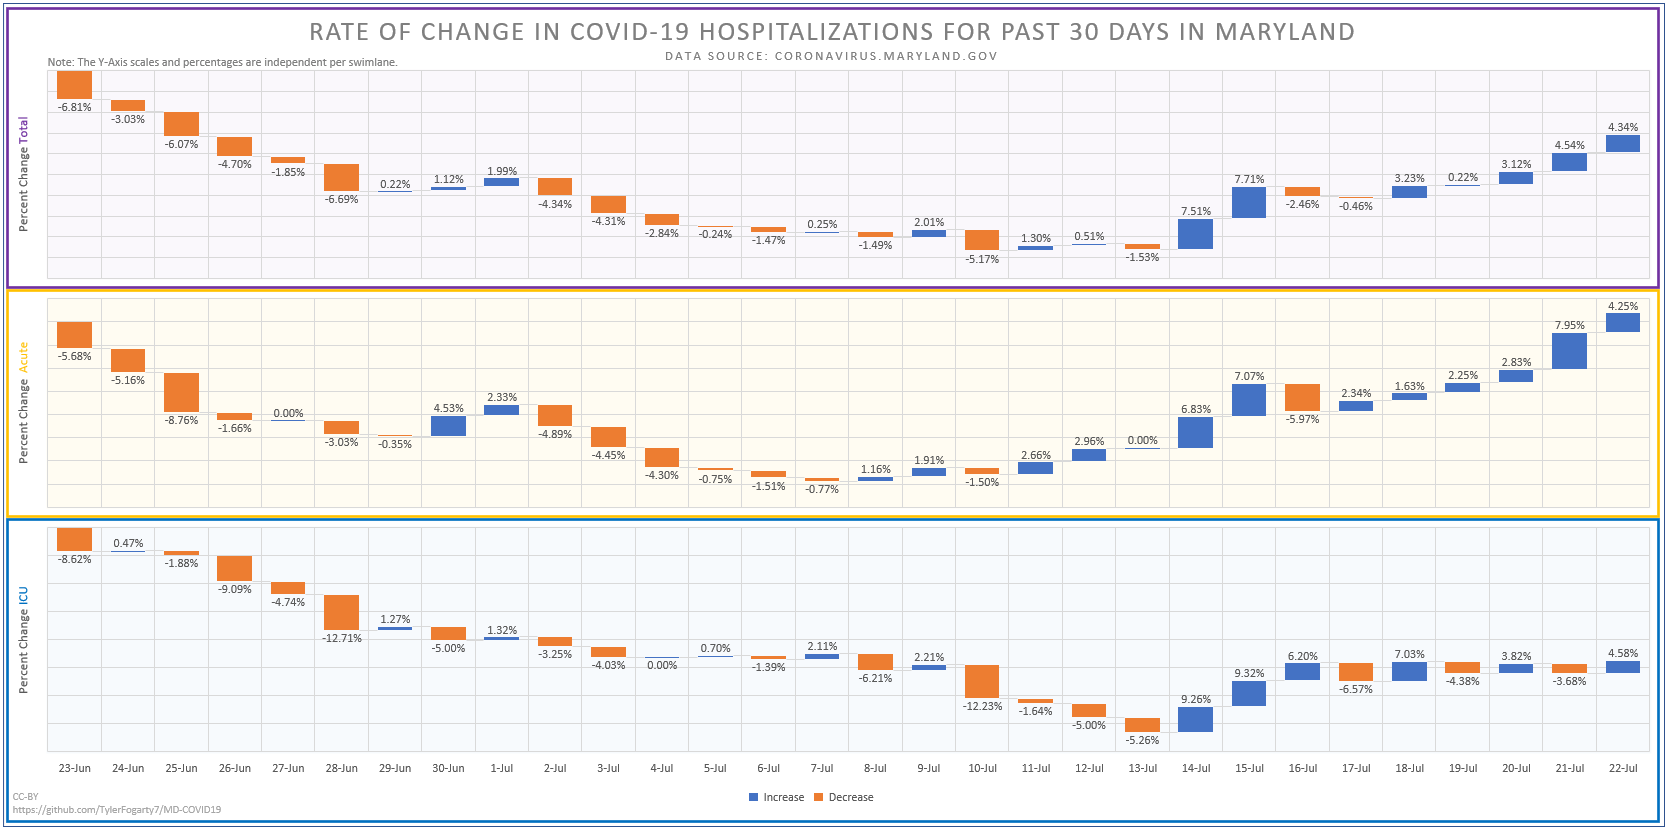 RATE OF CHANGE IN COVID-19 HOSPITALIZATIONS FOR PAST 30 DAYS IN MARYLAND
DATA SOURCE: CORONAVIRUS.MARYLAND.GOV
Note: The Y-Axis scales and percentages are independent per swimlane.
Percent Change Total
-6.81% -3.03% -6.07% -4.70% -1.85% -6.69% 0.22% 1.12% 1.99% -4.34% -4.31% -2.84% -0.24% -1.47% 0.25% -1.49% 2.01% -5.17% 1.30% 0.51% -1.53% 7.51% 7.71% -2.46% -0.46% 3.23% 0.22% 3.12% 4.54% 4.34%
Percent Change Acute
-5.68% -5.16% -8.76% -1.66% 0.00% -3.03% -0.35% 4.53% 2.33% -4.89% -4.45% -4.30% -0.75% -1.51% -0.77% 1.16% 1.91% -1.50% 2.66% 2.96% 0.00% 6.83% 7.07% -5.97% 2.34% 1.63% 2.25% 2.83% 7.95% 4.25%
Percent Change ICU
-8.62% 0.47% -1.88% -9.09% -4.74% -12.71% 1.27% -5.00% 1.32% -3.25% -4.03% 0.00% 0.70% -1.39% 2.11% -6.21% 2.21% -12.23% -1.64% -5.00% -5.26% 9.26% 9.32% 6.20% -6.57% 7.03% -4.38% 3.82% -3.68% 4.58%
23-Jun 24-Jun 25-Jun 26-Jun 27-Jun 28-Jun 29-Jun 30-Jun 1-Jul 2-Jul 3-Jul 4-Jul 5-Jul 6-Jul 7-Jul 8-Jul 9-Jul 10-Jul 11-Jul 12-Jul 13-Jul 14-Jul 15-Jul 16-Jul 17-Jul 18-Jul 19-Jul 20-Jul 21-Jul 22-Jul
Increase Decrease
CC-BY
https://github.com/TylerFogarty7/MD-COVID19